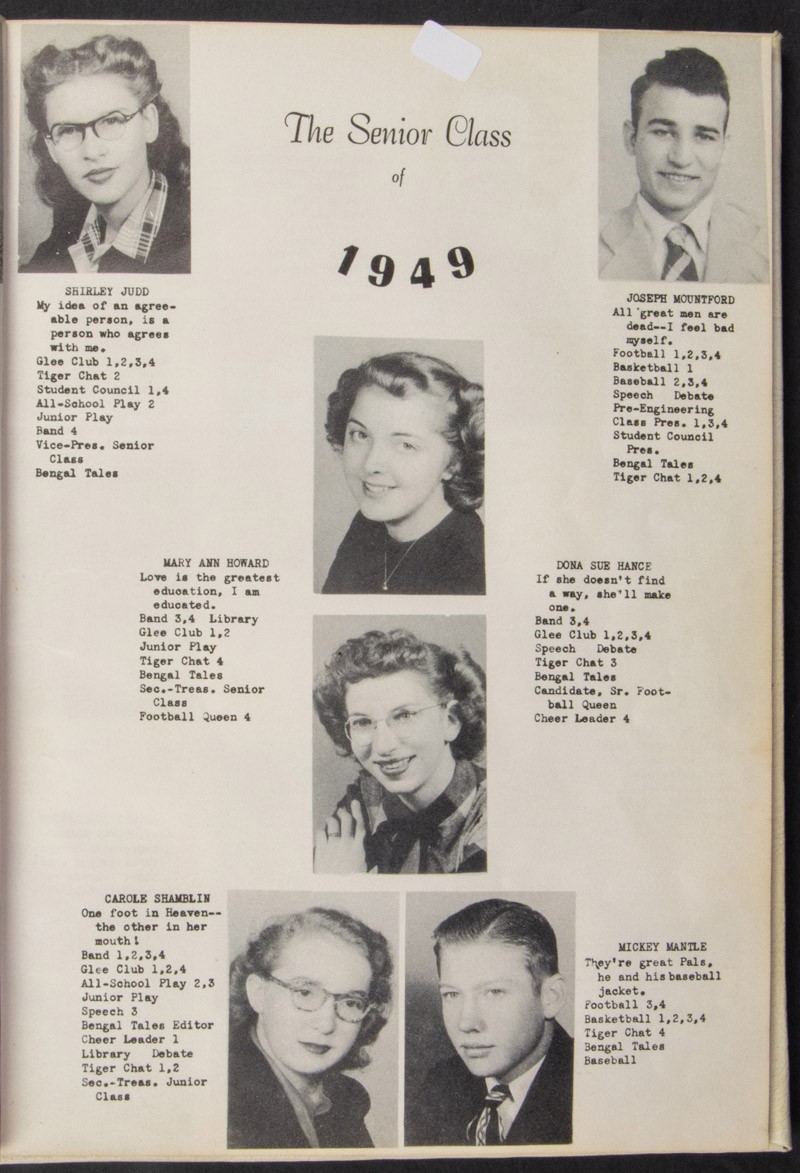 The Senior Class
of
1949
SHIRLEY JUDD
My idea of an agree-
able person, is a
person who agrees
with me.
Glee Club 1,2,3,4
Tiger Chat 2
Student Council 1,4
All-School Play 2
Junior Play
Band 4
Vice-Pres. Senior
Class
Bengal Tales
JOSEPH MOUNTFORD
All great men are
dead--I feel bad
myself.
Football 1,2,3,4
Basketball 1
Baseball 2,3,4
Speech Debate
Pre-Engineering
Class Pres. 1,3,4
Student Council
Pres.
Bengal Tales
Tiger Chat 1,2,4
MARY ANN HOWARD
Love is the greatest
education, I am
educated.
Band 3,4 Library
Glee Club 1,2
Junior Play
Tiger Chat 4
Bengal Tales
Sec.-Treas. Senior
Class
Football Queen 4
DONA SUE HANCE
If she doesn't find
a way, she'll make
one.
Band 3,4
Glee Club 1,2,3,4
Speech Debate
Tiger Chat 3
Bengal Tales
Candidate, Sr. Foot-
ball Queen
Cheer Leader 4
CAROLE SHAMBLIN
One foot in Heaven--
the other in her
mouth!
Band 1,2,3,4
Glee Club 1,2,4
All-School Play 2,3
Junior Play
Speech 3
Bengal Tales Editor
Cheer Leader 1
Library Debate
Tiger Chat 1,2
Sec.-Treas. Junior
Class
MICKEY MANTLE
They're great Pals,
he and his baseball
jacket.
Football 3,4
Basketball 1,2,3,4
Tiger Chat 4
Bengal Tales
Baseball